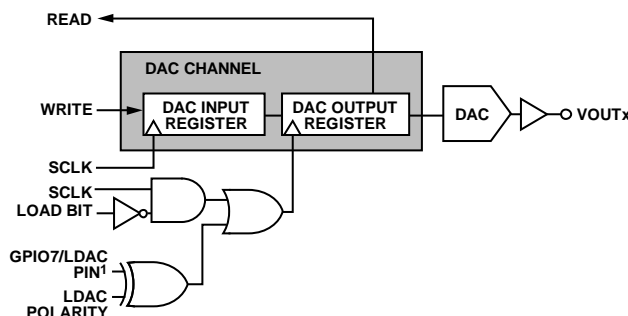 READ
DAC CHANNEL
WRITE
DAC INPUT
REGISTER
DAC OUTPUT
REGISTER
DAC
VOUTx
SCLK
SCLK
LOAD BIT
GPIO7/LDAC
PIN1
LDAC
POLARITY